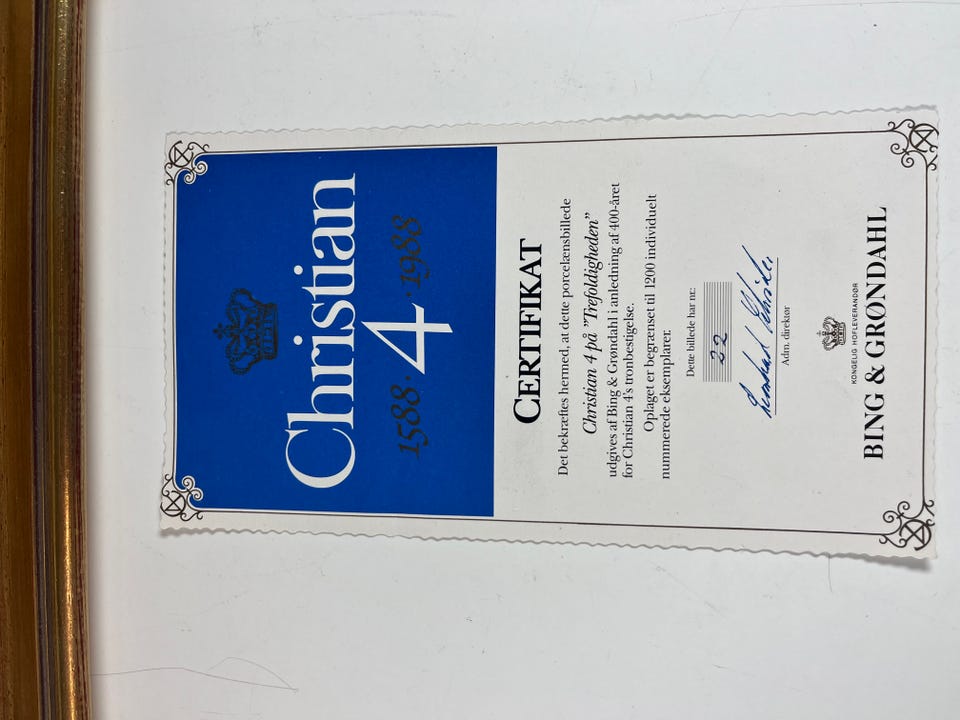 Christian
1588 · 4 · 1988
CERTIFIKAT
Det bekræftes hermed, at dette porcelænsbillede
Christian 4 på "Trefoldigheden"
udgives af Bing & Grøndahl i anledning af 400-året
for Christian 4's tronbestigelse.
Oplaget er begrænset til 1200 individuelt
nummererede eksemplarer.
Dette billede har nr.:
22
Adm. direktør
KONGELIG HOFLEVERANDØR
BING & GRØNDAHL